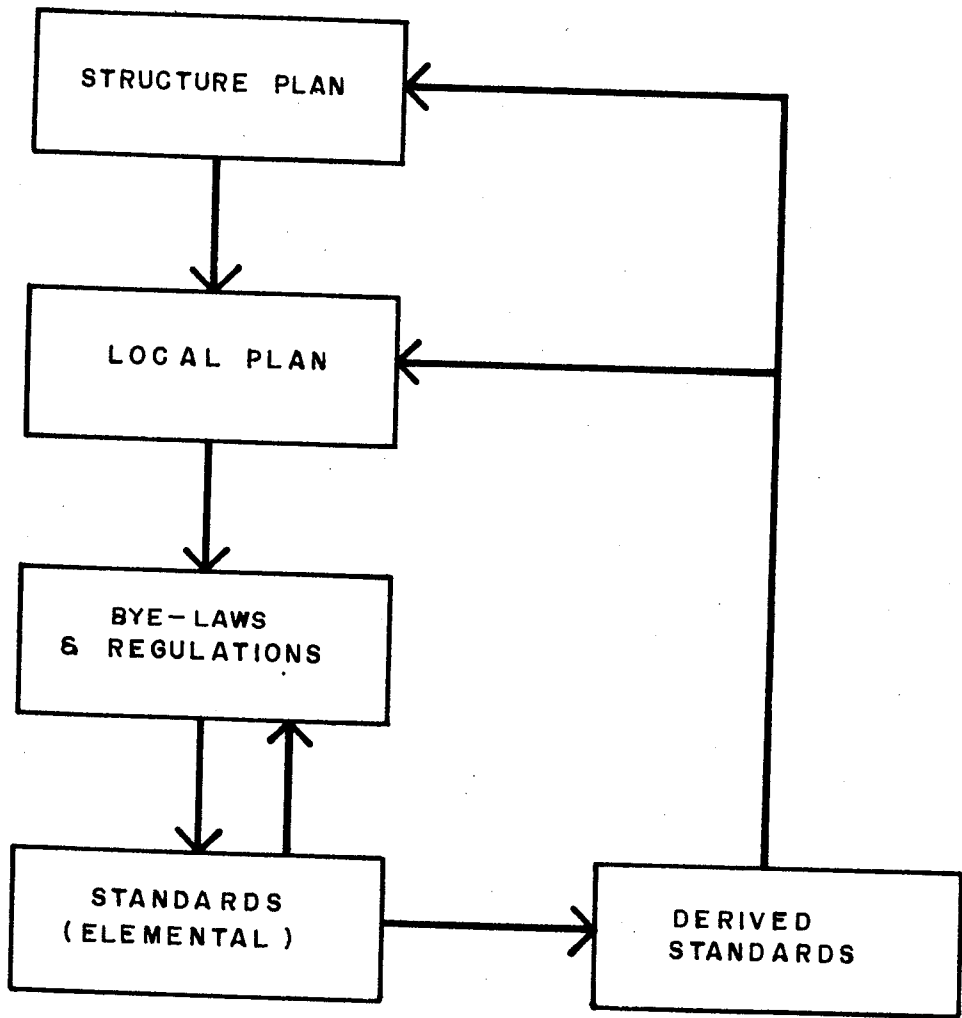 STRUCTURE PLAN
LOCAL PLAN
BYE-LAWS
& REGULATIONS
STANDARDS
(ELEMENTAL)
DERIVED
STANDARDS